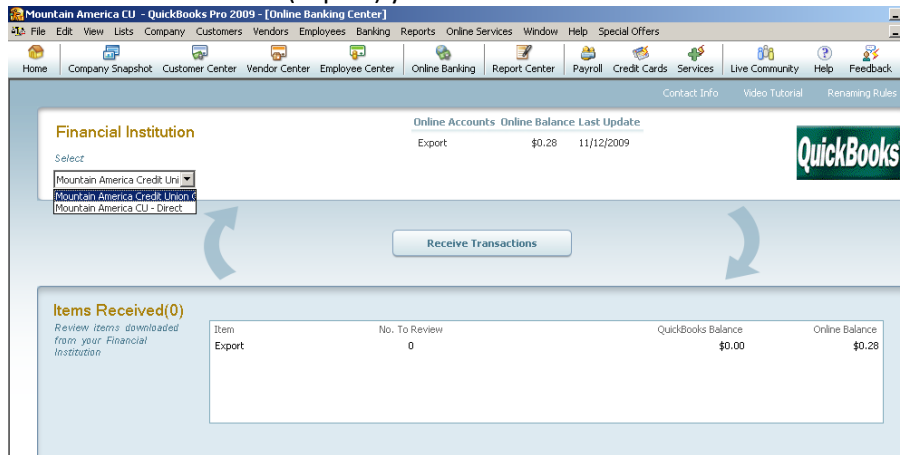 Mountain America CU - QuickBooks Pro 2009 - [Online Banking Center]
File Edit View Lists Company Customers Vendors Employees Banking Reports Online Services Window Help Special Offers
Home Company Snapshot Customer Center Vendor Center Employee Center Online Banking Report Center Payroll Credit Cards Services Live Community Help Feedback
Contact Info Video Tutorial Renaming Rules
Financial Institution
Select
Mountain America Credit Uni
Mountain America Credit Union
Mountain America CU - Direct
Online Accounts Online Balance Last Update
Export $0.28 11/12/2009
QuickBooks
Receive Transactions
Items Received(0)
Review items downloaded
from your Financial
Institution
Item No. To Review QuickBooks Balance Online Balance
Export 0 $0.00 $0.28